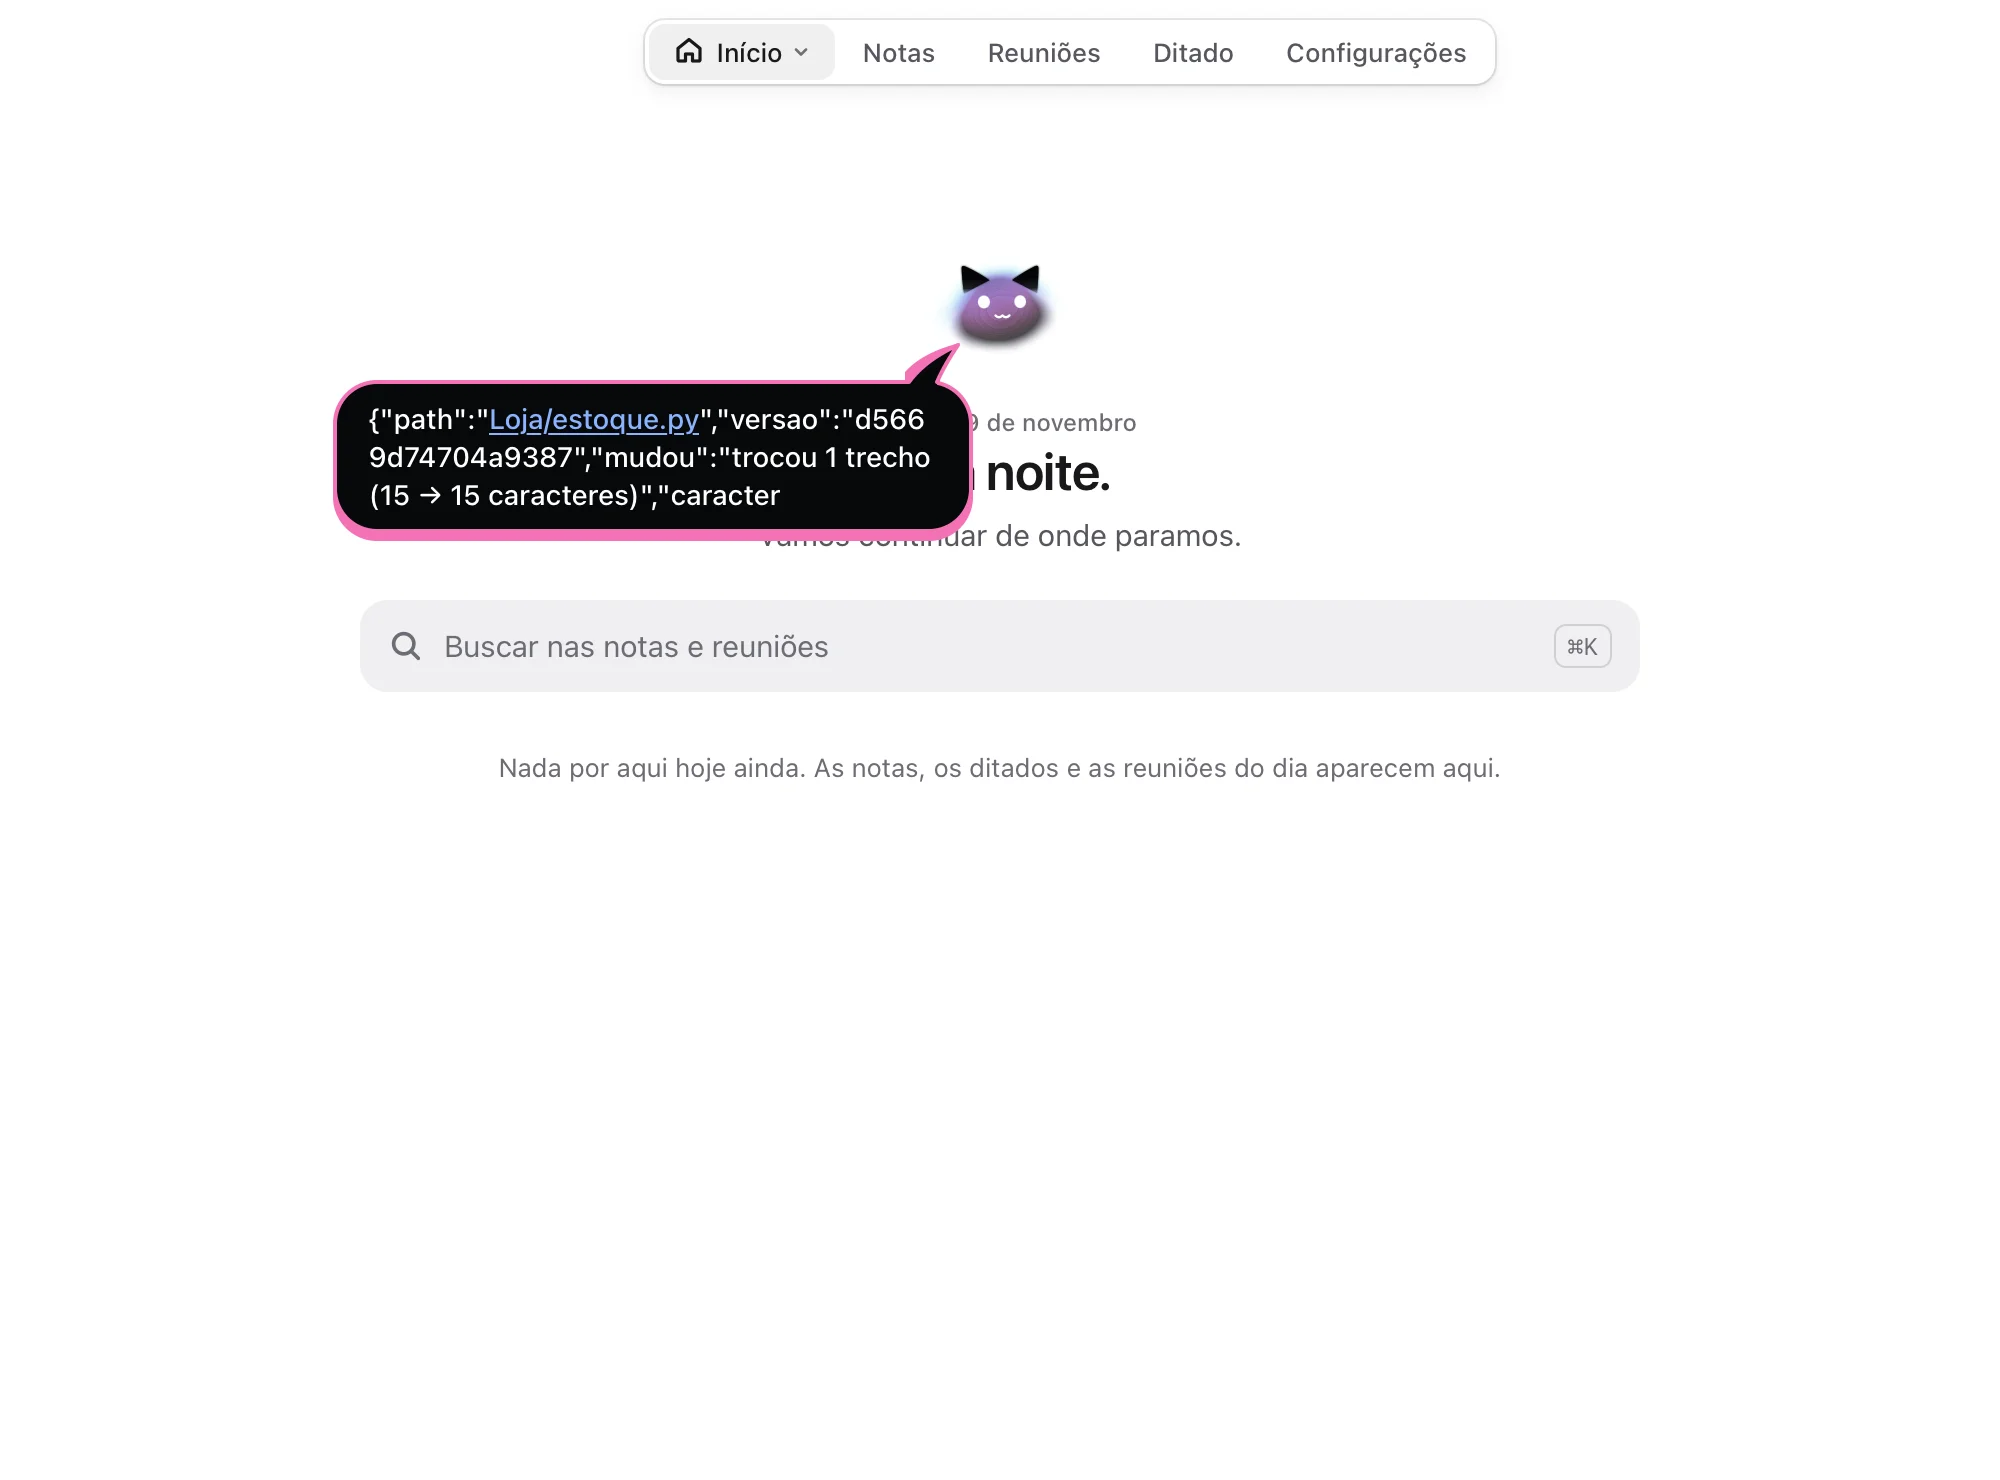 Início
Notas
Reuniões
Ditado
Configurações
{"path":"Loja/estoque.py","versao":"d566
9d74704a9387","mudou":"trocou 1 trecho
(15 → 15 caracteres)","caracter
de novembro
noite.
continuar de onde paramos.
Buscar nas notas e reuniões
⌘K
Nada por aqui hoje ainda. As notas, os ditados e as reuniões do dia aparecem aqui.